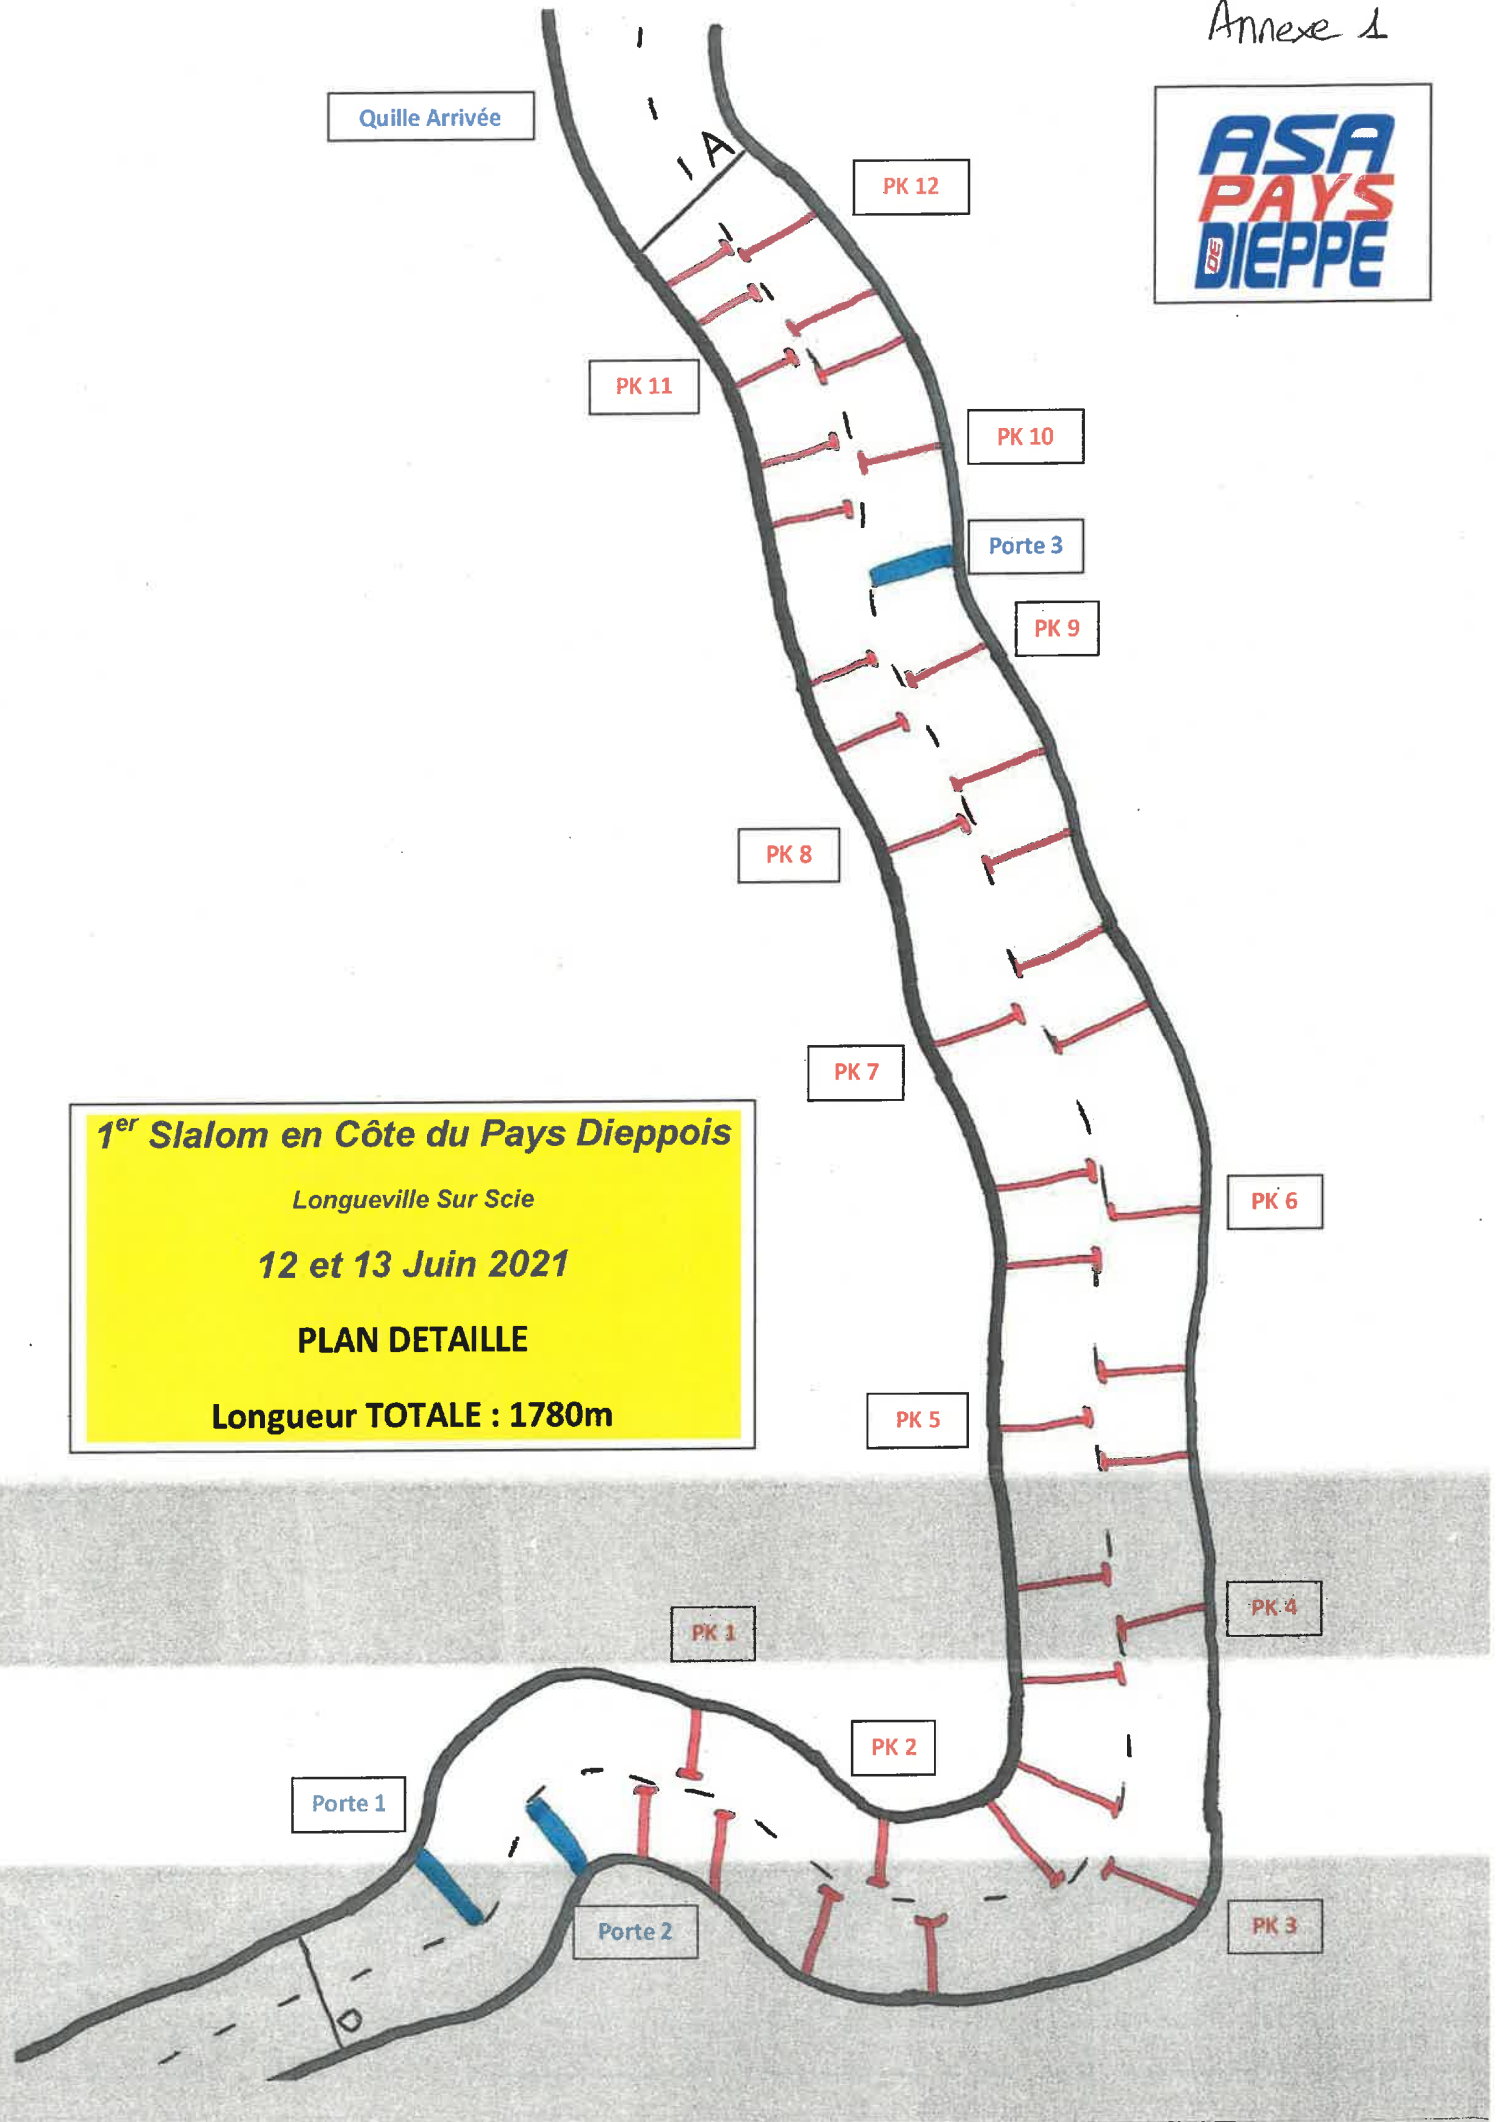 Annexe 1
Quille Arrivée
A
ASA
PAYS
DE
DIEPPE
PK 12
PK 11
PK 10
Porte 3
PK 9
PK 8
PK 7
1er Slalom en Côte du Pays Dieppois
Longueville Sur Scie
12 et 13 Juin 2021
PLAN DETAILLE
Longueur TOTALE : 1780m
PK 6
PK 5
PK 4
PK 1
PK 2
Porte 1
Porte 2
PK 3
D